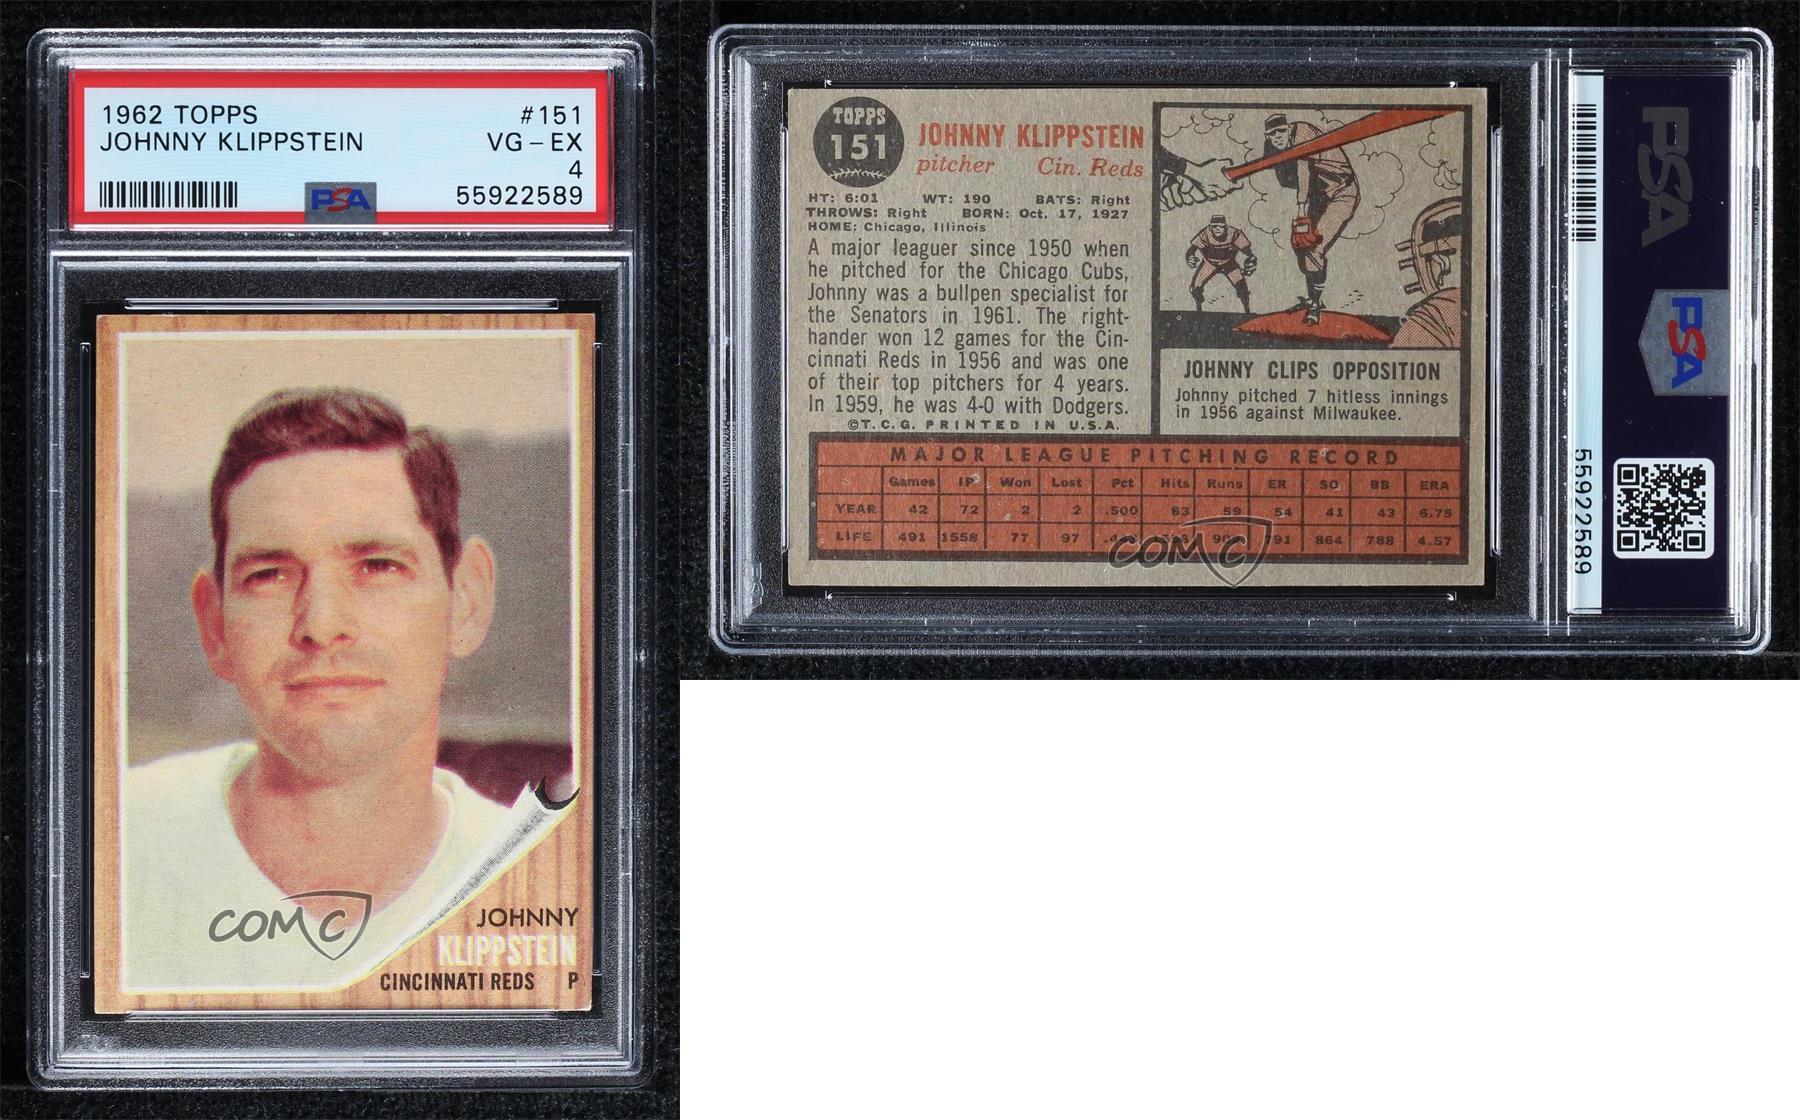 1962 TOPPS #151
JOHNNY KLIPPSTEIN VG - EX
4
PSA 55922589
COMC
JOHNNY
KLIPPSTEIN
CINCINNATI REDS P
TOPPS
151
JOHNNY KLIPPSTEIN
pitcher Cin. Reds
HT: 6:01 WT: 190 BATS: Right
THROWS: Right BORN: Oct. 17, 1927
HOME: Chicago, Illinois
A major leaguer since 1950 when
he pitched for the Chicago Cubs,
Johnny was a bullpen specialist for
the Senators in 1961. The right-
hander won 12 games for the Cin-
cinnati Reds in 1956 and was one
of their top pitchers for 4 years.
In 1959, he was 4-0 with Dodgers.
©T.C.G. PRINTED IN U.S.A.
JOHNNY CLIPS OPPOSITION
Johnny pitched 7 hitless innings
in 1956 against Milwaukee.
MAJOR LEAGUE PITCHING RECORD
Games IP Won Lost Pct Hits Runs ER SO BB ERA
YEAR 42 72 2 2 .500 83 59 54 41 43 6.75
LIFE 491 1558 77 97 791 864 788 4.57
COMC
PSA
PSA
55922589